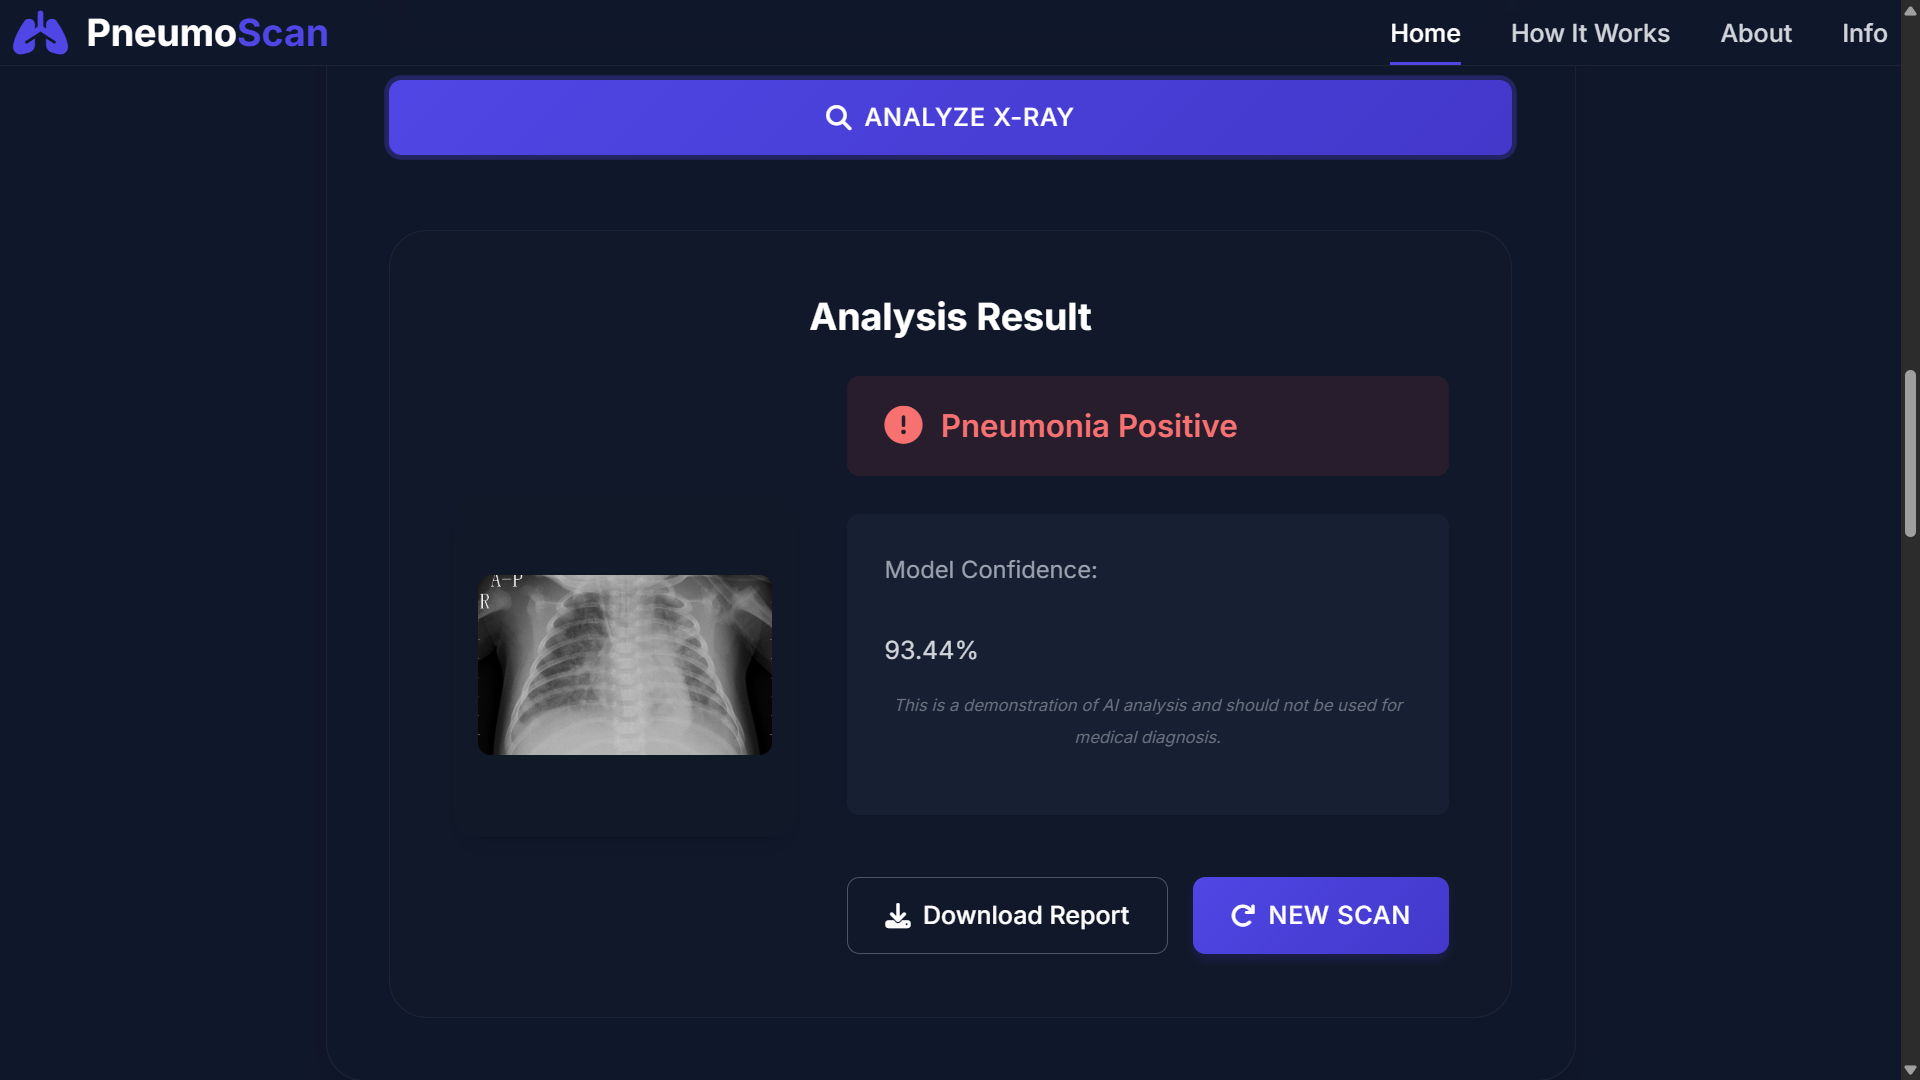 PneumoScan
Home How It Works About Info
ANALYZE X-RAY
Analysis Result
Pneumonia Positive
Model Confidence:
93.44%
This is a demonstration of AI analysis and should not be used for
medical diagnosis.
A-P
R
Download Report
NEW SCAN